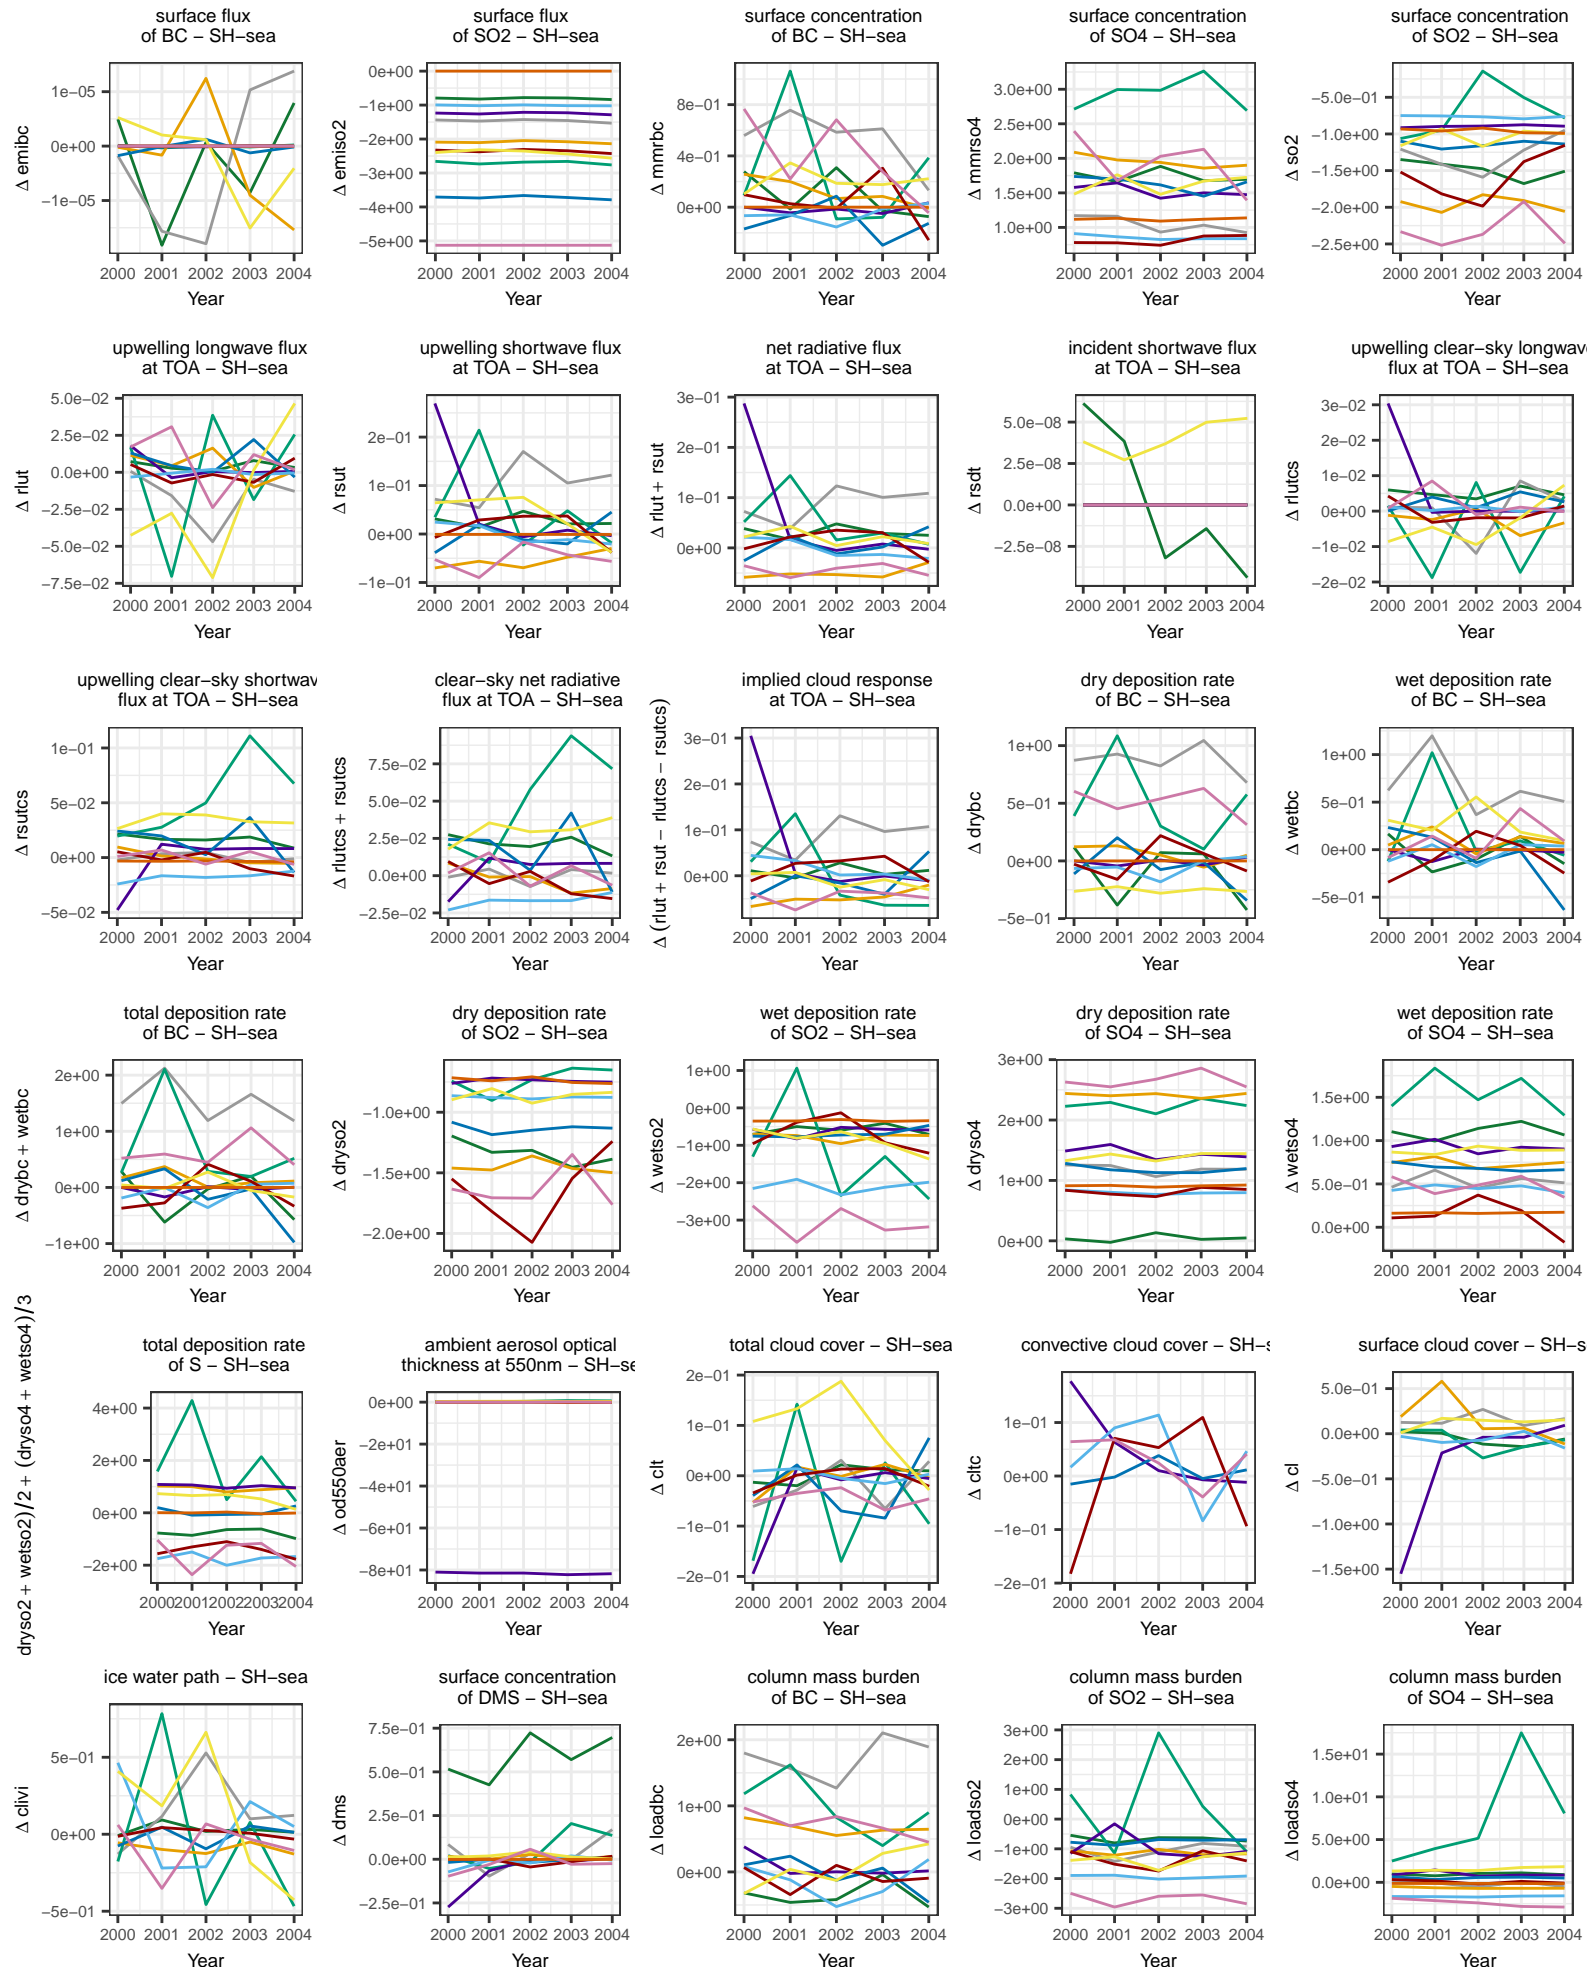 surface flux
of BC − SH−sea
surface flux
of SO2 − SH−sea
surface concentration
of BC − SH−sea
surface concentration
of SO4 − SH−sea
surface concentration
of SO2 − SH−sea
Δ emibc
1e−05
0e+00
−1e−05
2000 2001 2002 2003 2004
Year
Δ emiso2
0e+00
−1e+00
−2e+00
−3e+00
−4e+00
−5e+00
2000 2001 2002 2003 2004
Year
Δ mmrbc
8e−01
4e−01
0e+00
2000 2001 2002 2003 2004
Year
Δ mmrso4
3.0e+00
2.5e+00
2.0e+00
1.5e+00
1.0e+00
2000 2001 2002 2003 2004
Year
Δ so2
−5.0e−01
−1.0e+00
−1.5e+00
−2.0e+00
−2.5e+00
2000 2001 2002 2003 2004
Year
upwelling longwave flux
at TOA − SH−sea
upwelling shortwave flux
at TOA − SH−sea
net radiative flux
at TOA − SH−sea
incident shortwave flux
at TOA − SH−sea
upwelling clear−sky longwav
flux at TOA − SH−sea
Δ rlut
5.0e−02
2.5e−02
0.0e+00
−2.5e−02
−5.0e−02
−7.5e−02
2000 2001 2002 2003 2004
Year
Δ rsut
2e−01
1e−01
0e+00
−1e−01
2000 2001 2002 2003 2004
Year
Δ rlut + rsut
3e−01
2e−01
1e−01
0e+00
2000 2001 2002 2003 2004
Year
Δ rsdt
5.0e−08
2.5e−08
0.0e+00
−2.5e−08
2000 2001 2002 2003 2004
Year
Δ rlutcs
3e−02
2e−02
1e−02
0e+00
−1e−02
−2e−02
2000 2001 2002 2003 2004
Year
upwelling clear−sky shortwav
flux at TOA − SH−sea
clear−sky net radiative
flux at TOA − SH−sea
implied cloud response
at TOA − SH−sea
dry deposition rate
of BC − SH−sea
wet deposition rate
of BC − SH−sea
Δ rsutcs
1e−01
5e−02
0e+00
−5e−02
2000 2001 2002 2003 2004
Year
Δ rlutcs + rsutcs
7.5e−02
5.0e−02
2.5e−02
0.0e+00
−2.5e−02
2000 2001 2002 2003 2004
Year
Δ (rlut + rsut − rlutcs − rsutcs)
3e−01
2e−01
1e−01
0e+00
2000 2001 2002 2003 2004
Year
Δ drybc
1e+00
5e−01
0e+00
−5e−01
2000 2001 2002 2003 2004
Year
Δ wetbc
1e+00
5e−01
0e+00
−5e−01
2000 2001 2002 2003 2004
Year
total deposition rate
of BC − SH−sea
dry deposition rate
of SO2 − SH−sea
wet deposition rate
of SO2 − SH−sea
dry deposition rate
of SO4 − SH−sea
wet deposition rate
of SO4 − SH−sea
Δ drybc + wetbc
2e+00
1e+00
0e+00
−1e+00
2000 2001 2002 2003 2004
Year
Δ dryso2
−1.0e+00
−1.5e+00
−2.0e+00
2000 2001 2002 2003 2004
Year
Δ wetso2
1e+00
0e+00
−1e+00
−2e+00
−3e+00
2000 2001 2002 2003 2004
Year
Δ dryso4
3e+00
2e+00
1e+00
0e+00
2000 2001 2002 2003 2004
Year
Δ wetso4
1.5e+00
1.0e+00
5.0e−01
0.0e+00
2000 2001 2002 2003 2004
Year
total deposition rate
of S − SH−sea
ambient aerosol optical
thickness at 550nm − SH−se
total cloud cover − SH−sea
convective cloud cover − SH−s
surface cloud cover − SH−s
dryso2 + wetso2)/2 + (dryso4 + wetso4)/3
4e+00
2e+00
0e+00
−2e+00
2000 2001 2002 2003 2004
Year
Δ od550aer
0e+00
−2e+01
−4e+01
−6e+01
−8e+01
2000 2001 2002 2003 2004
Year
Δ clt
2e−01
1e−01
0e+00
−1e−01
−2e−01
2000 2001 2002 2003 2004
Year
Δ cltc
1e−01
0e+00
−1e−01
−2e−01
2000 2001 2002 2003 2004
Year
Δ cl
5.0e−01
0.0e+00
−5.0e−01
−1.0e+00
−1.5e+00
2000 2001 2002 2003 2004
Year
ice water path − SH−sea
surface concentration
of DMS − SH−sea
column mass burden
of BC − SH−sea
column mass burden
of SO2 − SH−sea
column mass burden
of SO4 − SH−sea
Δ clivi
5e−01
0e+00
−5e−01
2000 2001 2002 2003 2004
Year
Δ dms
7.5e−01
5.0e−01
2.5e−01
0.0e+00
−2.5e−01
2000 2001 2002 2003 2004
Year
Δ loadbc
2e+00
1e+00
0e+00
2000 2001 2002 2003 2004
Year
Δ loadso2
3e+00
2e+00
1e+00
0e+00
−1e+00
−2e+00
−3e+00
2000 2001 2002 2003 2004
Year
Δ loadso4
1.5e+01
1.0e+01
5.0e+00
0.0e+00
2000 2001 2002 2003 2004
Year